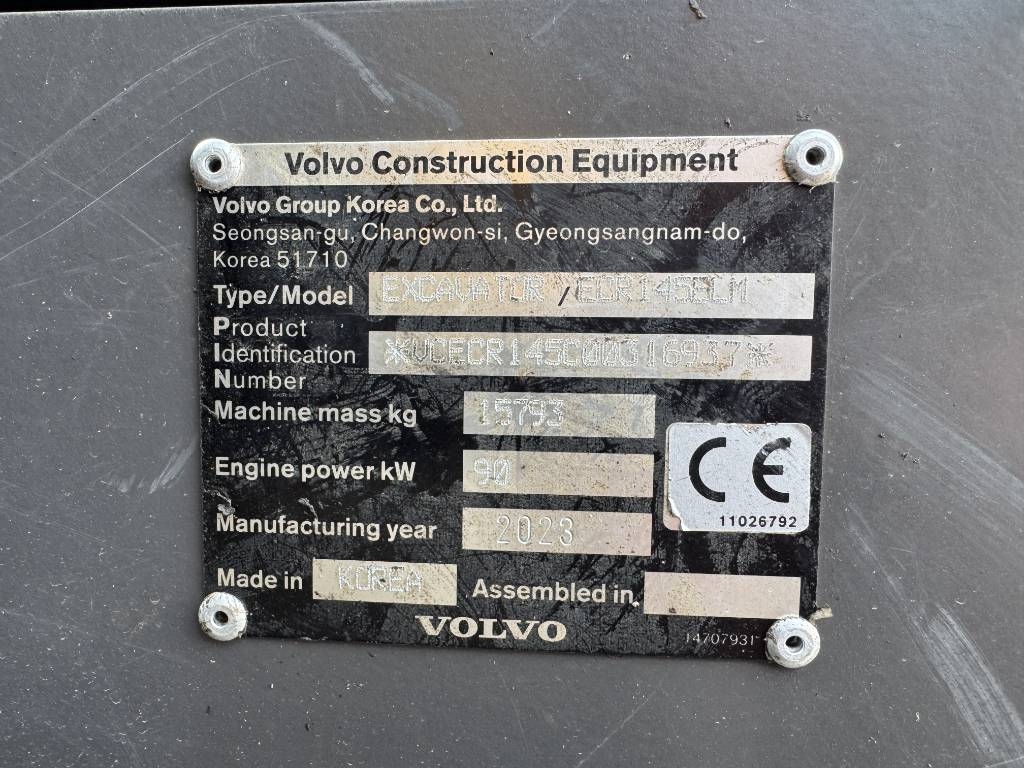 Volvo Construction Equipment
Volvo Group Korea Co., Ltd.
Seongsan-gu, Changwon-si, Gyeongsangnam-do,
Korea 51710
Type/Model EXCAVATOR /ECR145ELM
Product
Identification *VCECR145C00316937*
Number
Machine mass kg 15793
Engine power kW 90
CE
11026792
Manufacturing year 2023
Made in KOREA Assembled in
VOLVO 14707931